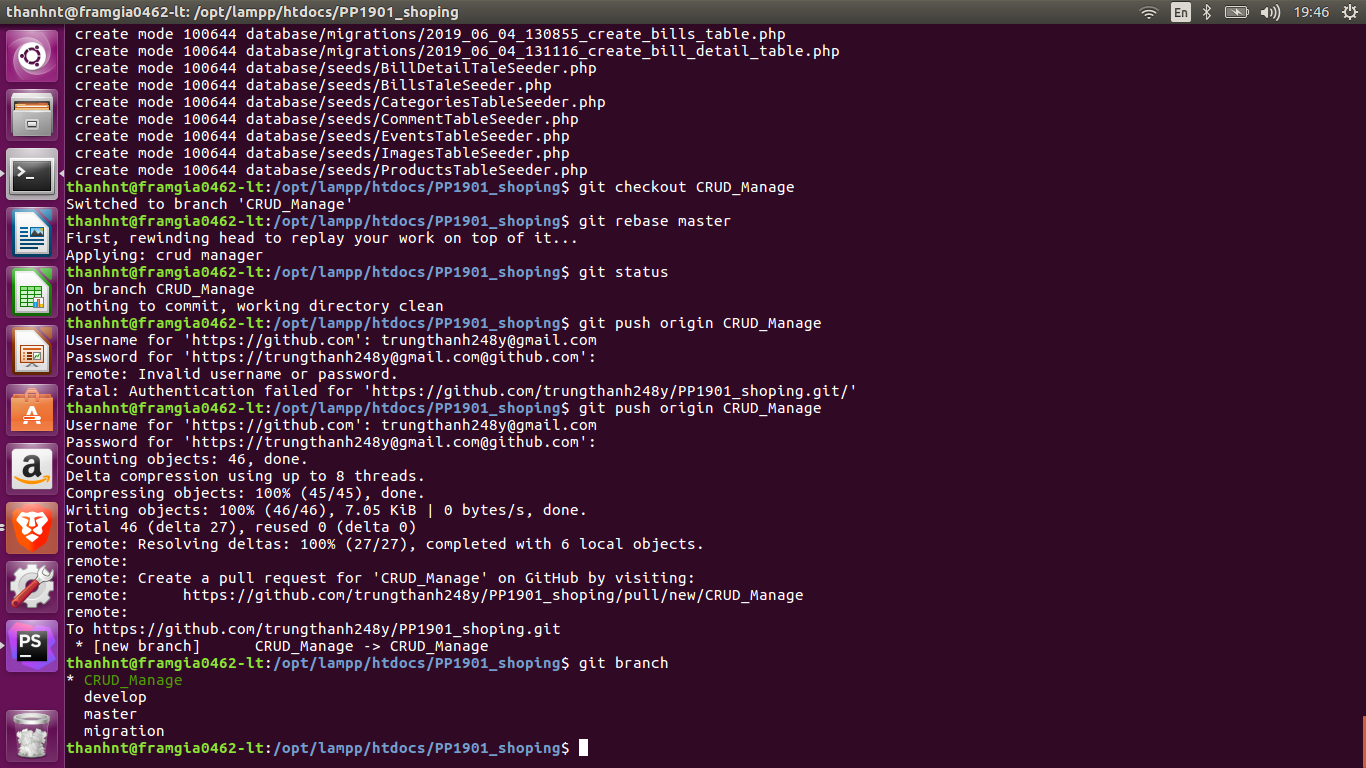 thanhnt@framgia0462-lt: /opt/lampp/htdocs/PP1901_shoping
En
19:46
create mode 100644 database/migrations/2019_06_04_130855_create_bills_table.php
create mode 100644 database/migrations/2019_06_04_131116_create_bill_detail_table.php
create mode 100644 database/seeds/BillDetailTaleSeeder.php
create mode 100644 database/seeds/BillsTaleSeeder.php
create mode 100644 database/seeds/CategoriesTableSeeder.php
create mode 100644 database/seeds/CommentTableSeeder.php
create mode 100644 database/seeds/EventsTableSeeder.php
create mode 100644 database/seeds/ImagesTableSeeder.php
create mode 100644 database/seeds/ProductsTableSeeder.php
thanhnt@framgia0462-lt:/opt/lampp/htdocs/PP1901_shoping$ git checkout CRUD_Manage
Switched to branch 'CRUD_Manage'
thanhnt@framgia0462-lt:/opt/lampp/htdocs/PP1901_shoping$ git rebase master
First, rewinding head to replay your work on top of it...
Applying: crud manager
thanhnt@framgia0462-lt:/opt/lampp/htdocs/PP1901_shoping$ git status
On branch CRUD_Manage
nothing to commit, working directory clean
thanhnt@framgia0462-lt:/opt/lampp/htdocs/PP1901_shoping$ git push origin CRUD_Manage
Username for 'https://github.com': trungthanh248y@gmail.com
Password for 'https://trungthanh248y@gmail.com@github.com':
remote: Invalid username or password.
fatal: Authentication failed for 'https://github.com/trungthanh248y/PP1901_shoping.git/'
thanhnt@framgia0462-lt:/opt/lampp/htdocs/PP1901_shoping$ git push origin CRUD_Manage
Username for 'https://github.com': trungthanh248y@gmail.com
Password for 'https://trungthanh248y@gmail.com@github.com':
Counting objects: 46, done.
Delta compression using up to 8 threads.
Compressing objects: 100% (45/45), done.
Writing objects: 100% (46/46), 7.05 KiB | 0 bytes/s, done.
Total 46 (delta 27), reused 0 (delta 0)
remote: Resolving deltas: 100% (27/27), completed with 6 local objects.
remote:
remote: Create a pull request for 'CRUD_Manage' on GitHub by visiting:
remote:      https://github.com/trungthanh248y/PP1901_shoping/pull/new/CRUD_Manage
remote:
To https://github.com/trungthanh248y/PP1901_shoping.git
* [new branch]      CRUD_Manage -> CRUD_Manage
thanhnt@framgia0462-lt:/opt/lampp/htdocs/PP1901_shoping$ git branch
* CRUD_Manage
develop
master
migration
thanhnt@framgia0462-lt:/opt/lampp/htdocs/PP1901_shoping$
>_
A
a
PS